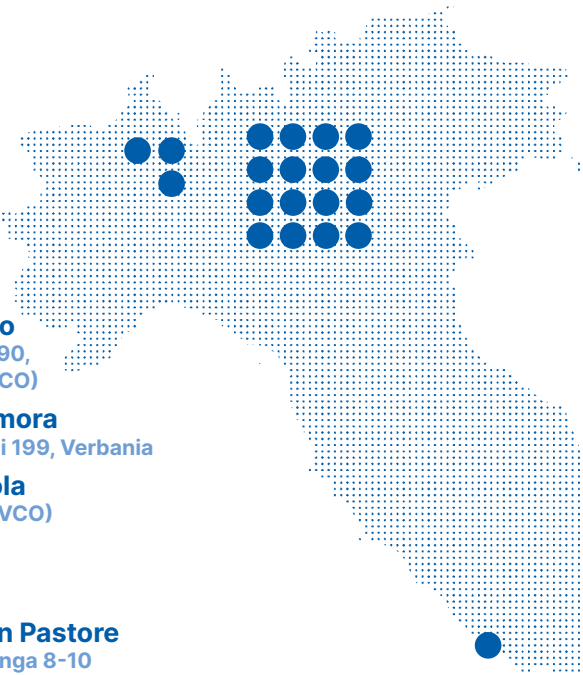 o
90,
CO)
mora
i 199, Verbania
ola
VCO)
n Pastore
nga 8-10